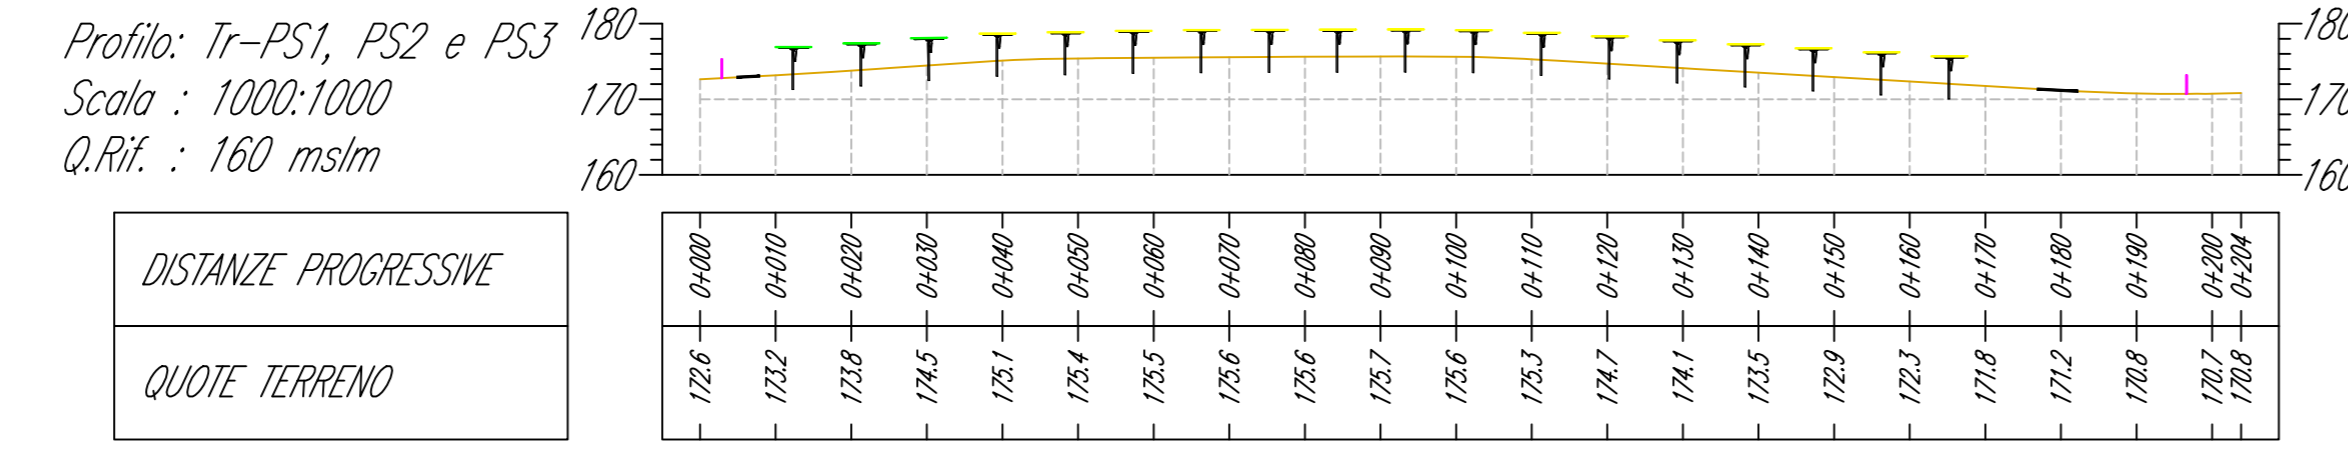 Profilo: Tr-PS1, PS2 e PS3
Scala : 1000:1000
Q.Rif. : 160 mslm
180 180
170 170
160 160
DISTANZE PROGRESSIVE 0+000 0+010 0+020 0+030 0+040 0+050 0+060 0+070 0+080 0+090 0+100 0+110 0+120 0+130 0+140 0+150 0+160 0+170 0+180 0+190 0+200 0+204
QUOTE TERRENO 172.6 173.2 173.8 174.5 175.1 175.4 175.5 175.6 175.6 175.7 175.6 175.3 174.7 174.1 173.5 172.9 172.3 171.8 171.2 170.8 170.7 170.8